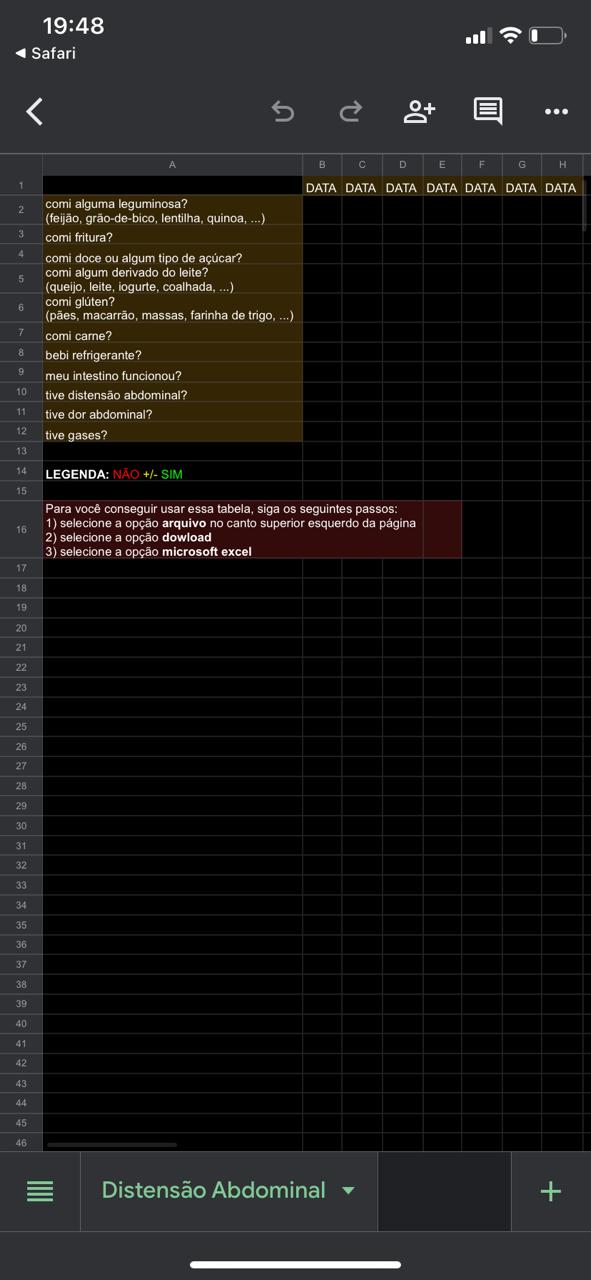 19:48
◀ Safari
A B C D E F G H
1 DATA DATA DATA DATA DATA DATA DATA
2 comi alguma leguminosa?
(feijão, grão-de-bico, lentilha, quinoa, ...)
3 comi fritura?
4 comi doce ou algum tipo de açúcar?
5 comi algum derivado do leite?
(queijo, leite, iogurte, coalhada, ...)
6 comi glúten?
(pães, macarrão, massas, farinha de trigo, ...)
7 comi carne?
8 bebi refrigerante?
9 meu intestino funcionou?
10 tive distensão abdominal?
11 tive dor abdominal?
12 tive gases?
13
14 LEGENDA: NÃO +/- SIM
15
16 Para você conseguir usar essa tabela, siga os seguintes passos:
1) selecione a opção arquivo no canto superior esquerdo da página
2) selecione a opção dowload
3) selecione a opção microsoft excel
17
18
19
20
21
22
23
24
25
26
27
28
29
30
31
32
33
34
35
36
37
38
39
40
41
42
43
44
45
46
Distensão Abdominal